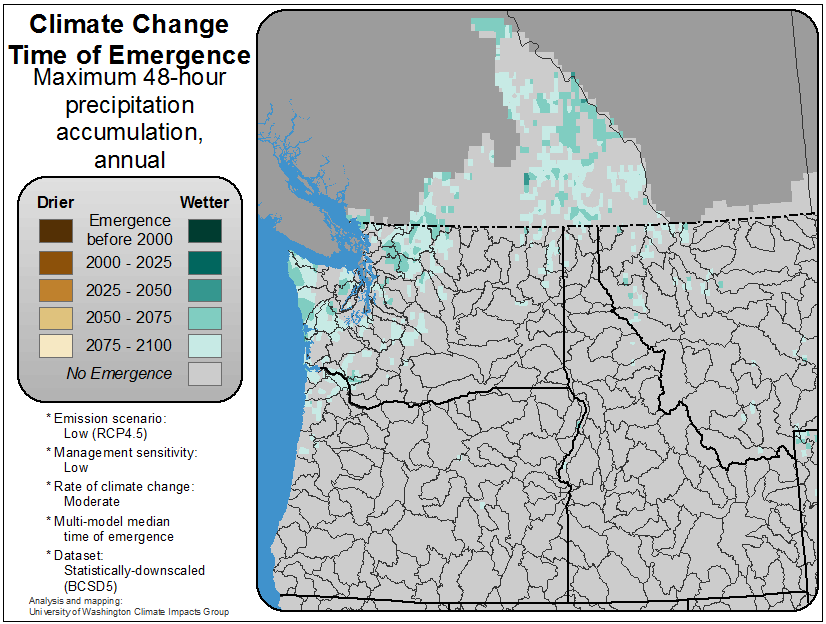 Climate Change
Time of Emergence
Maximum 48-hour
precipitation
accumulation,
annual
Drier Wetter
Emergence
before 2000
2000 - 2025
2025 - 2050
2050 - 2075
2075 - 2100
No Emergence
* Emission scenario:
Low (RCP4.5)
* Management sensitivity:
Low
* Rate of climate change:
Moderate
* Multi-model median
time of emergence
* Dataset:
Statistically-downscaled
(BCSD5)
Analysis and mapping:
University of Washington Climate Impacts Group